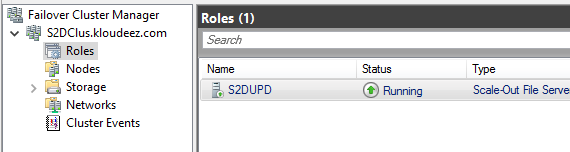 Failover Cluster Manager
S2DClus.kloudeez.com
Roles
Nodes
Storage
Networks
Cluster Events
Roles (1)
Search
Name Status Type
S2DUPD Running Scale-Out File Serve